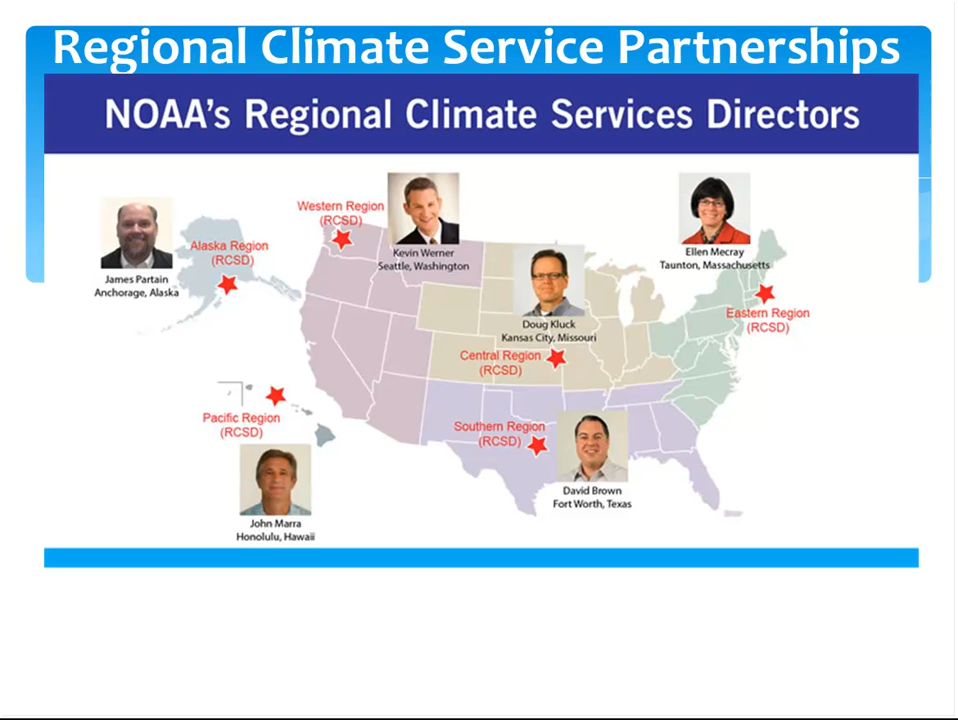 Regional Climate Service Partnerships
NOAA's Regional Climate Services Directors
Western Region
(RCSD)
Kevin Werner
Seattle, Washington
Ellen Mecray
Taunton, Massachusetts
Alaska Region
(RCSD)
James Partain
Anchorage, Alaska
Doug Kluck
Kansas City, Missouri
Eastern Region
(RCSD)
Central Region
(RCSD)
Pacific Region
(RCSD)
Southern Region
(RCSD)
David Brown
Fort Worth, Texas
John Marra
Honolulu, Hawaii